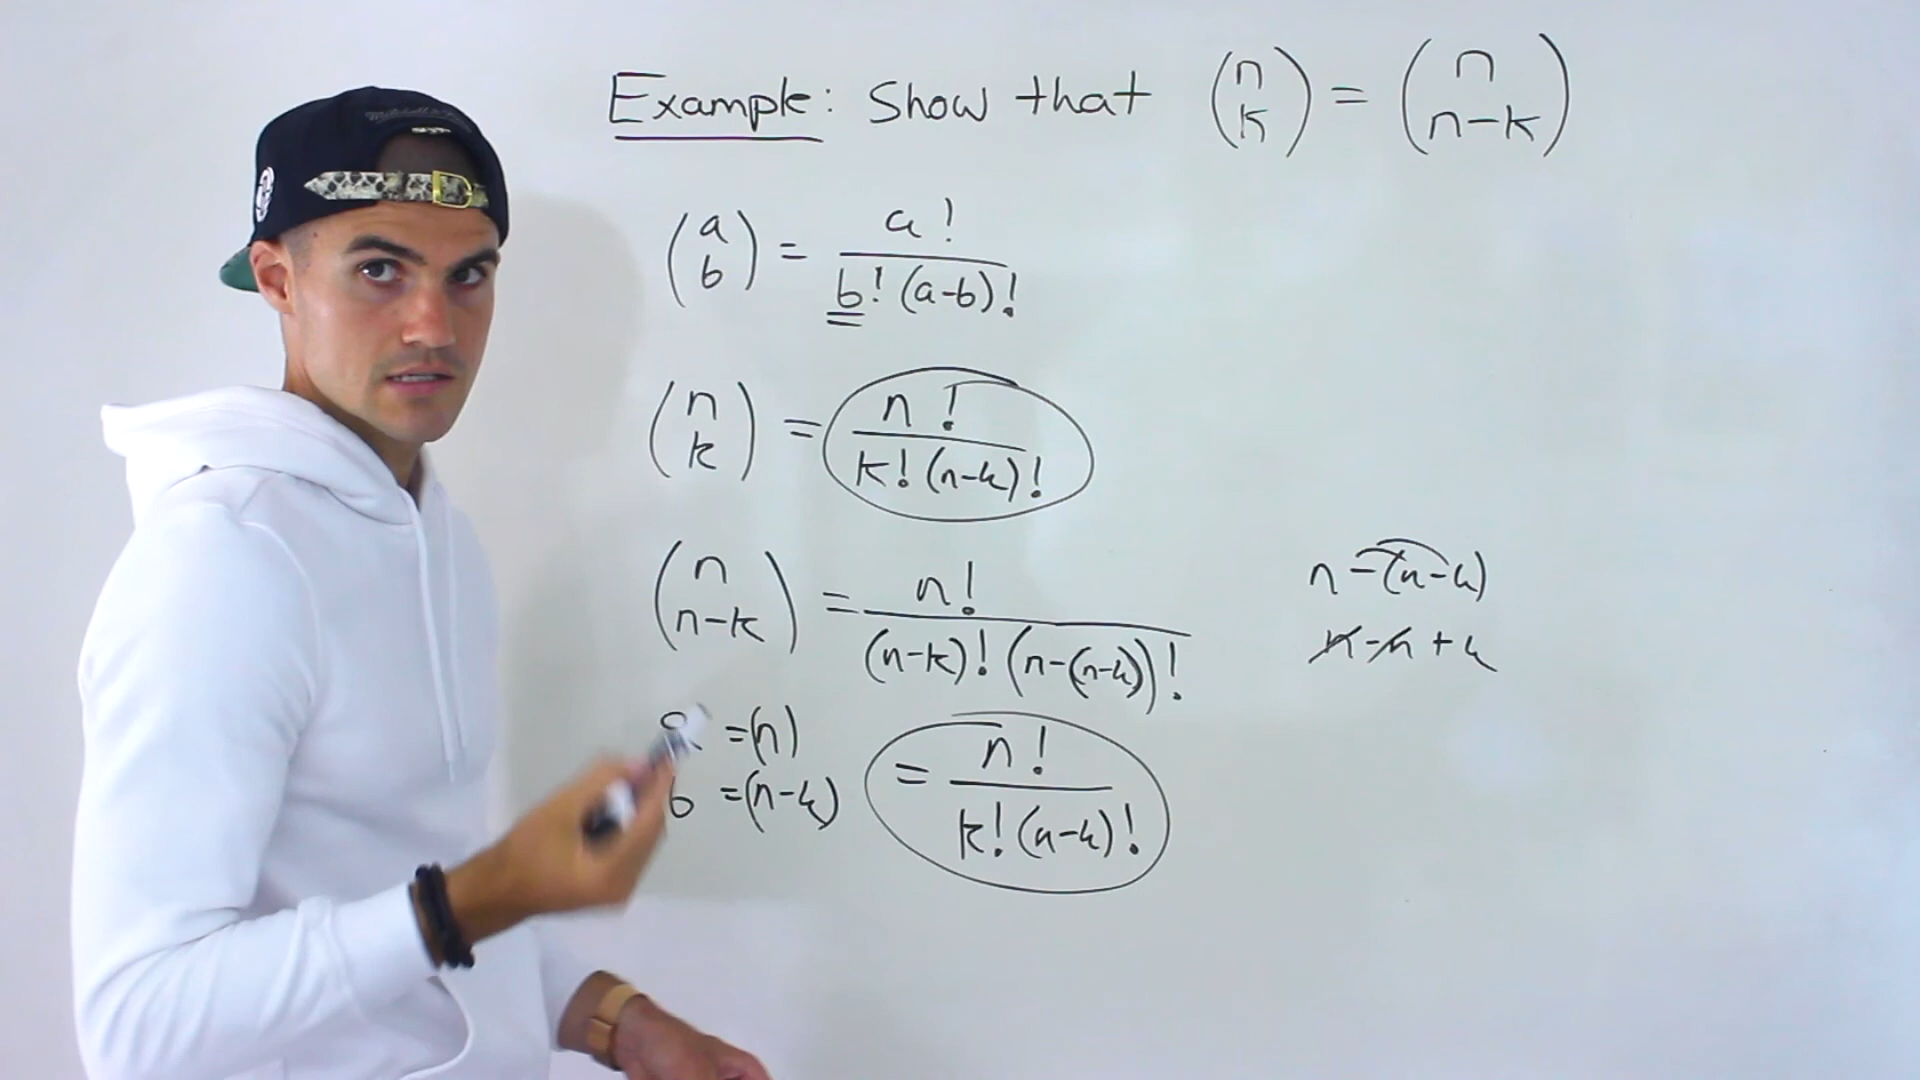 Example: Show that (n k) = (n n-k)
(a b) = a! / b! (a-b)!
(n k) = n! / k! (n-k)!
(n n-k) = n! / (n-k)! (n-(n-k))!
n-(n-k)
n-n+k
a =(n)
b =(n-k)
= n! / k! (n-k)!